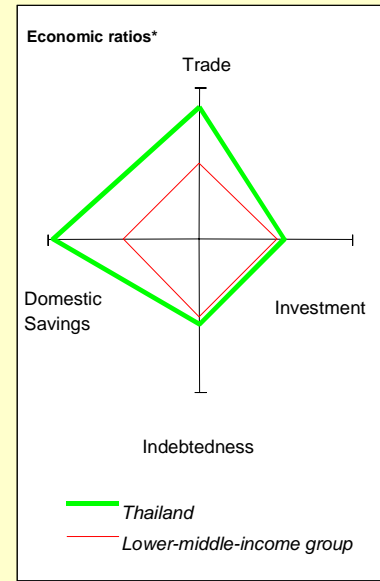 Economic ratios*
Trade
Domestic
Savings
Investment
Indebtedness
Thailand
Lower-middle-income group